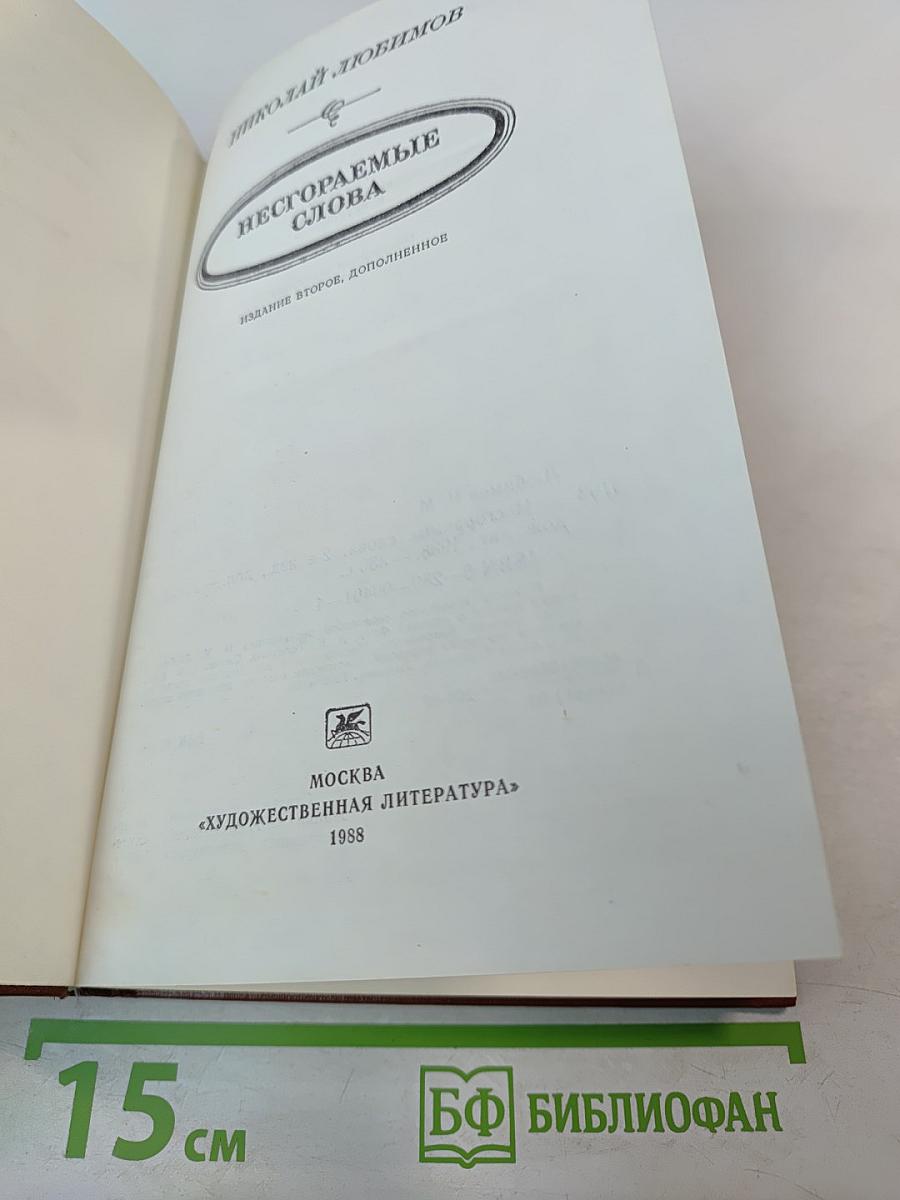 НИКОЛАЙ ЛЮБИМОВ
НЕСГОРАЕМЫЕ
СЛОВА
ИЗДАНИЕ ВТОРОЕ, ДОПОЛНЕННОЕ
МОСКВА
«ХУДОЖЕСТВЕННАЯ ЛИТЕРАТУРА»
1988
15 СМ
БФ БИБЛИОФАН